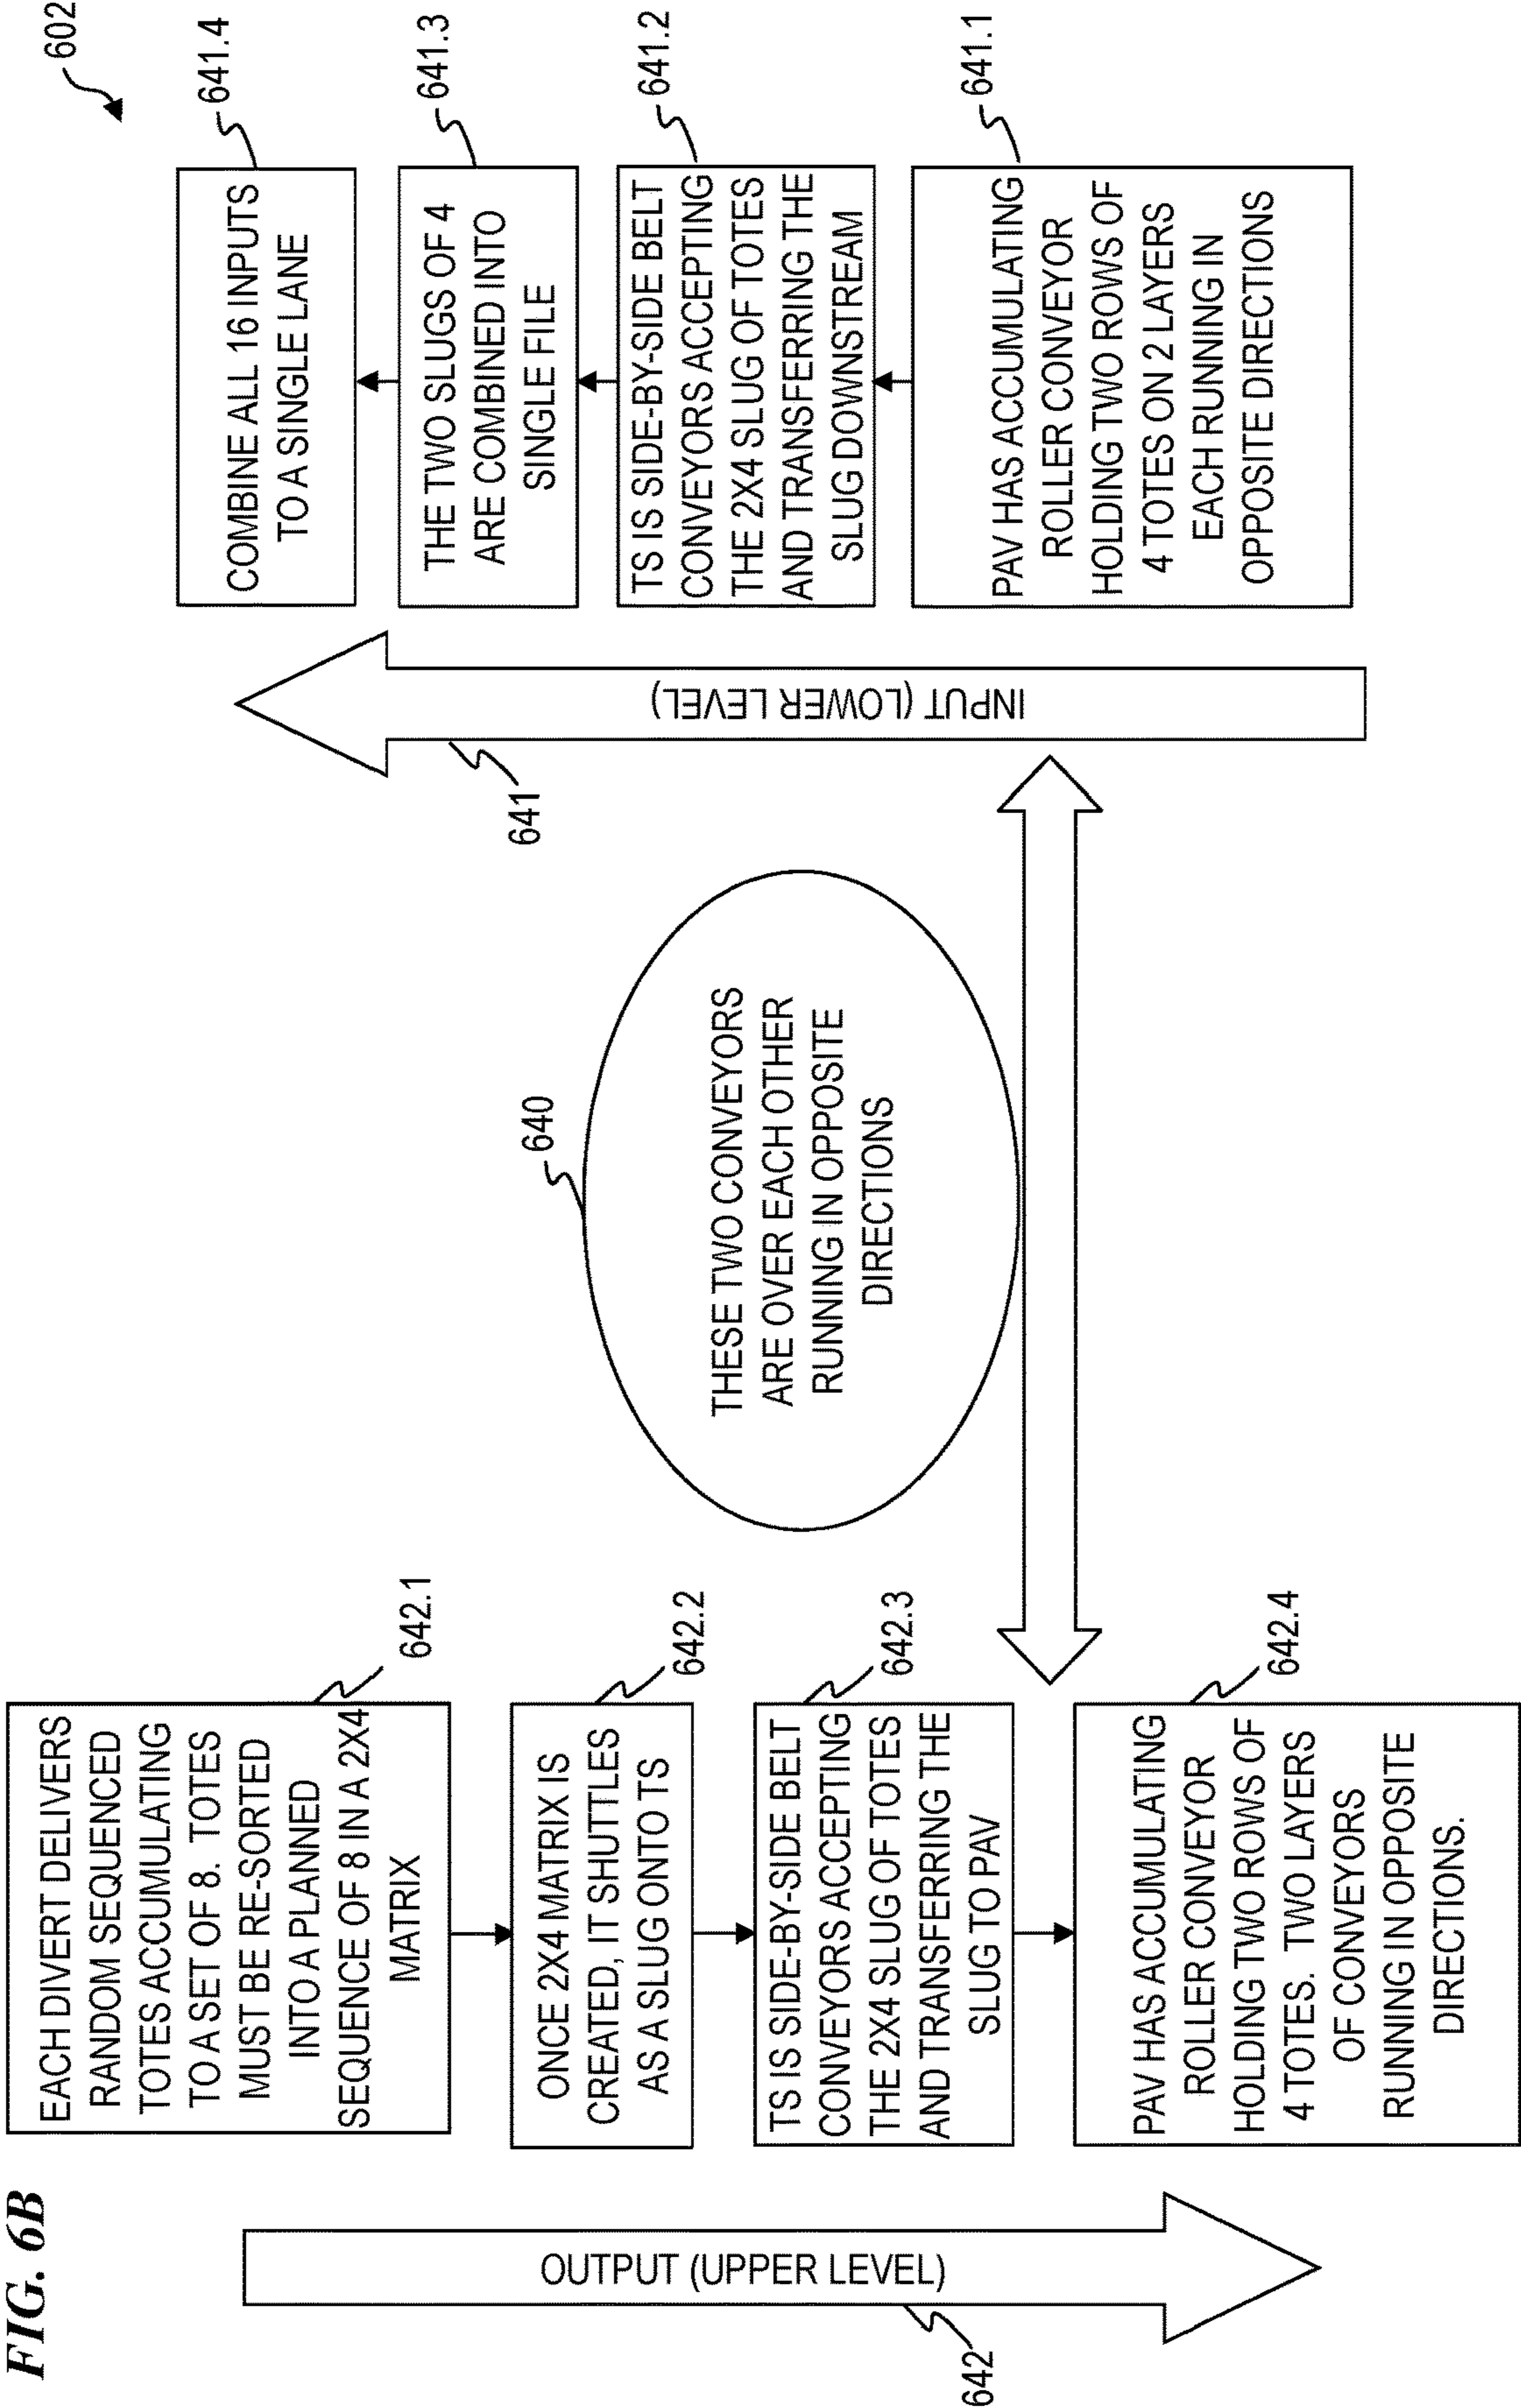 FIG. 6B
602
OUTPUT (UPPER LEVEL)
642
EACH DIVERT DELIVERS
RANDOM SEQUENCED
TOTES ACCUMULATING
TO A SET OF 8. TOTES
MUST BE RE-SORTED
INTO A PLANNED
SEQUENCE OF 8 IN A 2X4
MATRIX
642.1
ONCE 2X4 MATRIX IS
CREATED, IT SHUTTLES
AS A SLUG ONTO TS
642.2
TS IS SIDE-BY-SIDE BELT
CONVEYORS ACCEPTING
THE 2X4 SLUG OF TOTES
AND TRANSFERRING THE
SLUG TO PAV
642.3
PAV HAS ACCUMULATING
ROLLER CONVEYOR
HOLDING TWO ROWS OF
4 TOTES. TWO LAYERS
OF CONVEYORS
RUNNING IN OPPOSITE
DIRECTIONS.
642.4
640
THESE TWO CONVEYORS
ARE OVER EACH OTHER
RUNNING IN OPPOSITE
DIRECTIONS
641
INPUT (LOWER LEVEL)
COMBINE ALL 16 INPUTS
TO A SINGLE LANE
641.4
THE TWO SLUGS OF 4
ARE COMBINED INTO
SINGLE FILE
641.3
TS IS SIDE-BY-SIDE BELT
CONVEYORS ACCEPTING
THE 2X4 SLUG OF TOTES
AND TRANSFERRING THE
SLUG DOWNSTREAM
641.2
PAV HAS ACCUMULATING
ROLLER CONVEYOR
HOLDING TWO ROWS OF
4 TOTES ON 2 LAYERS
EACH RUNNING IN
OPPOSITE DIRECTIONS
641.1